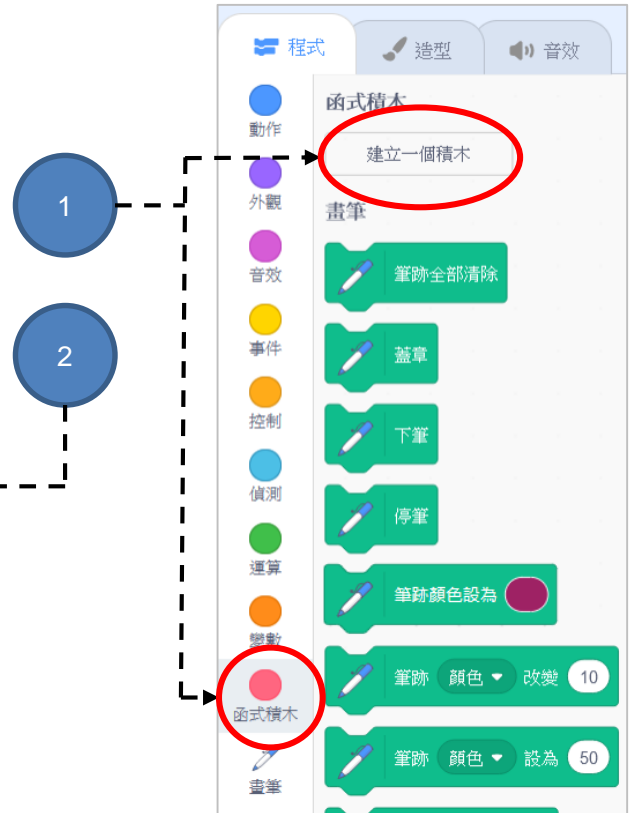 程式
造型
音效
函式積木
建立一個積木
動作
外觀
音效
事件
控制
偵測
運算
變數
函式積木
畫筆
畫筆
筆跡全部清除
蓋章
下筆
停筆
筆跡顏色設為
筆跡 顏色 改變 10
筆跡 顏色 設為 50
1
2